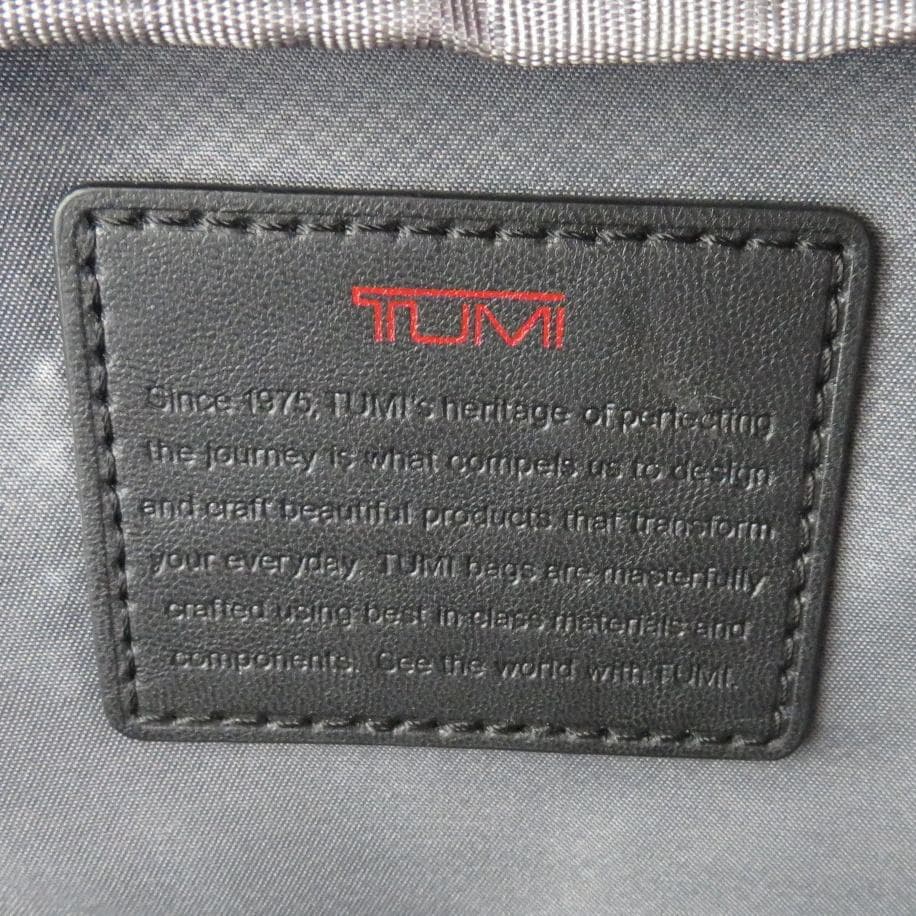 TUMI
Since 1975, TUMI's heritage of perfecting
the journey is what compels us to design
and craft beautiful products that transform
your everyday. TUMI bags are masterfully
crafted using best in class materials and
components. See the world with TUMI.